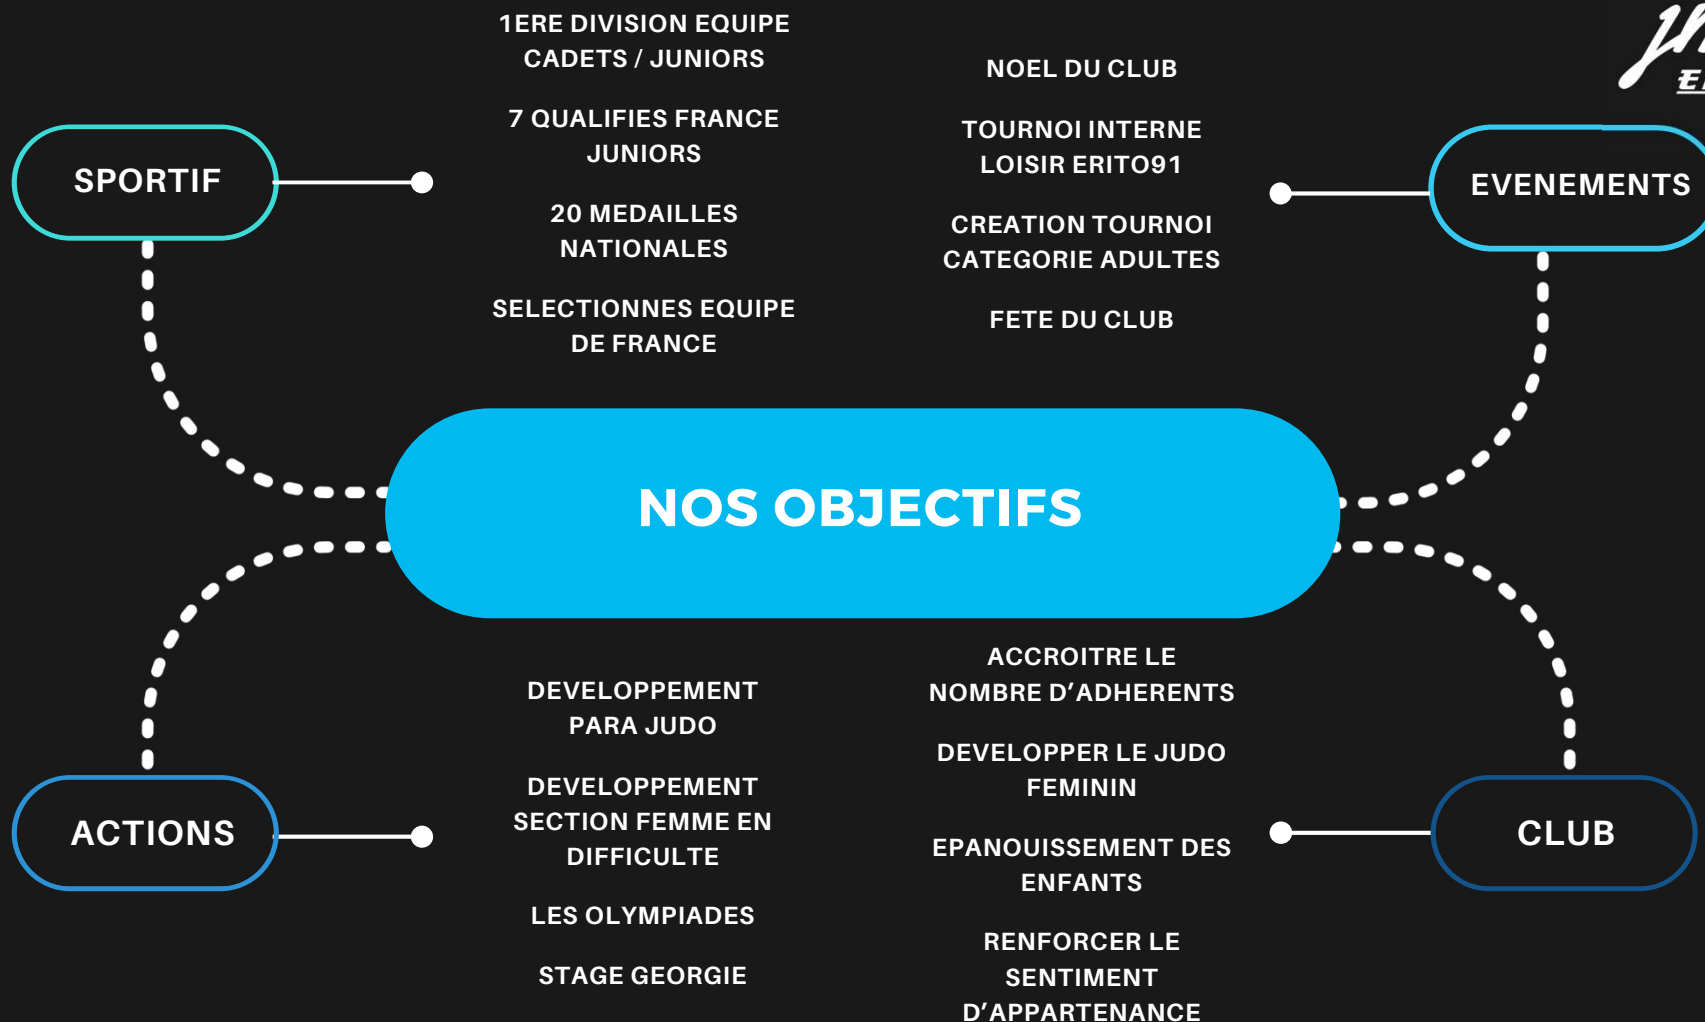 1ERE DIVISION EQUIPE
CADETS / JUNIORS
7 QUALIFIES FRANCE
JUNIORS
20 MEDAILLES
NATIONALES
SELECTIONNES EQUIPE
DE FRANCE
SPORTIF
NOEL DU CLUB
TOURNOI INTERNE
LOISIR ERITO91
CREATION TOURNOI
CATEGORIE ADULTES
FETE DU CLUB
EVENEMENTS
NOS OBJECTIFS
ACTIONS
DEVELOPPEMENT
PARA JUDO
DEVELOPPEMENT
SECTION FEMME EN
DIFFICULTE
LES OLYMPIADES
STAGE GEORGIE
ACCROITRE LE
NOMBRE D’ADHERENTS
DEVELOPPER LE JUDO
FEMININ
EPANOUISSEMENT DES
ENFANTS
RENFORCER LE
SENTIMENT
D’APPARTENANCE
CLUB